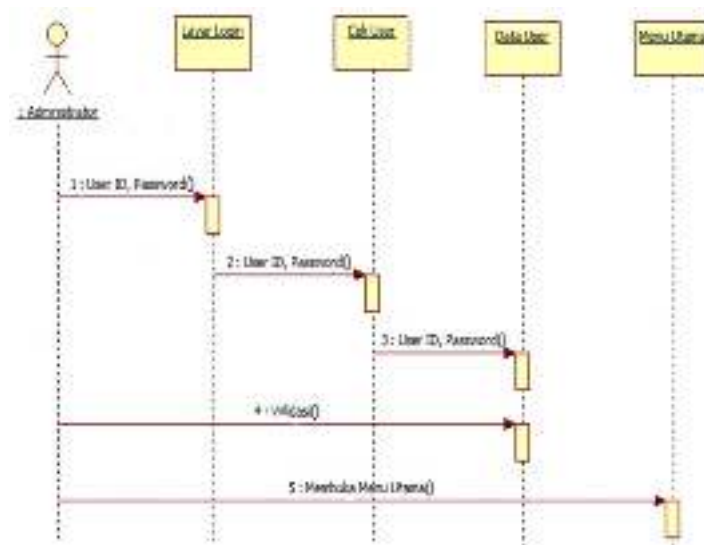 Layar Login
Cek User
Data User
Menu Utama
: Administrator
1 : User ID, Password()
2 : User ID, Password()
3 : User ID, Password()
4 : Validasi()
5 : Membuka Menu Utama()